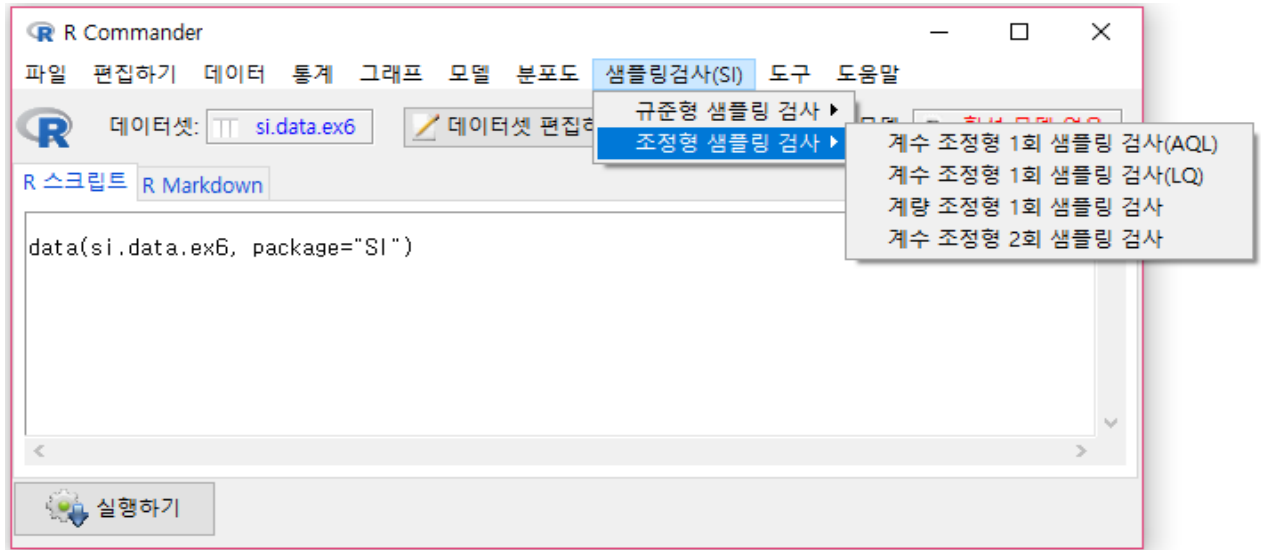 R R Commander
파일 편집하기 데이터 통계 그래프 모델 분포도 샘플링검사(SI) 도구 도움말
R 데이터셋: si.data.ex6 데이터셋 편집하
규준형 샘플링 검사
조정형 샘플링 검사
계수 조정형 1회 샘플링 검사(AQL)
계수 조정형 1회 샘플링 검사(LQ)
계량 조정형 1회 샘플링 검사
계수 조정형 2회 샘플링 검사
R 스크립트 R Markdown
data(si.data.ex6, package="SI")
실행하기